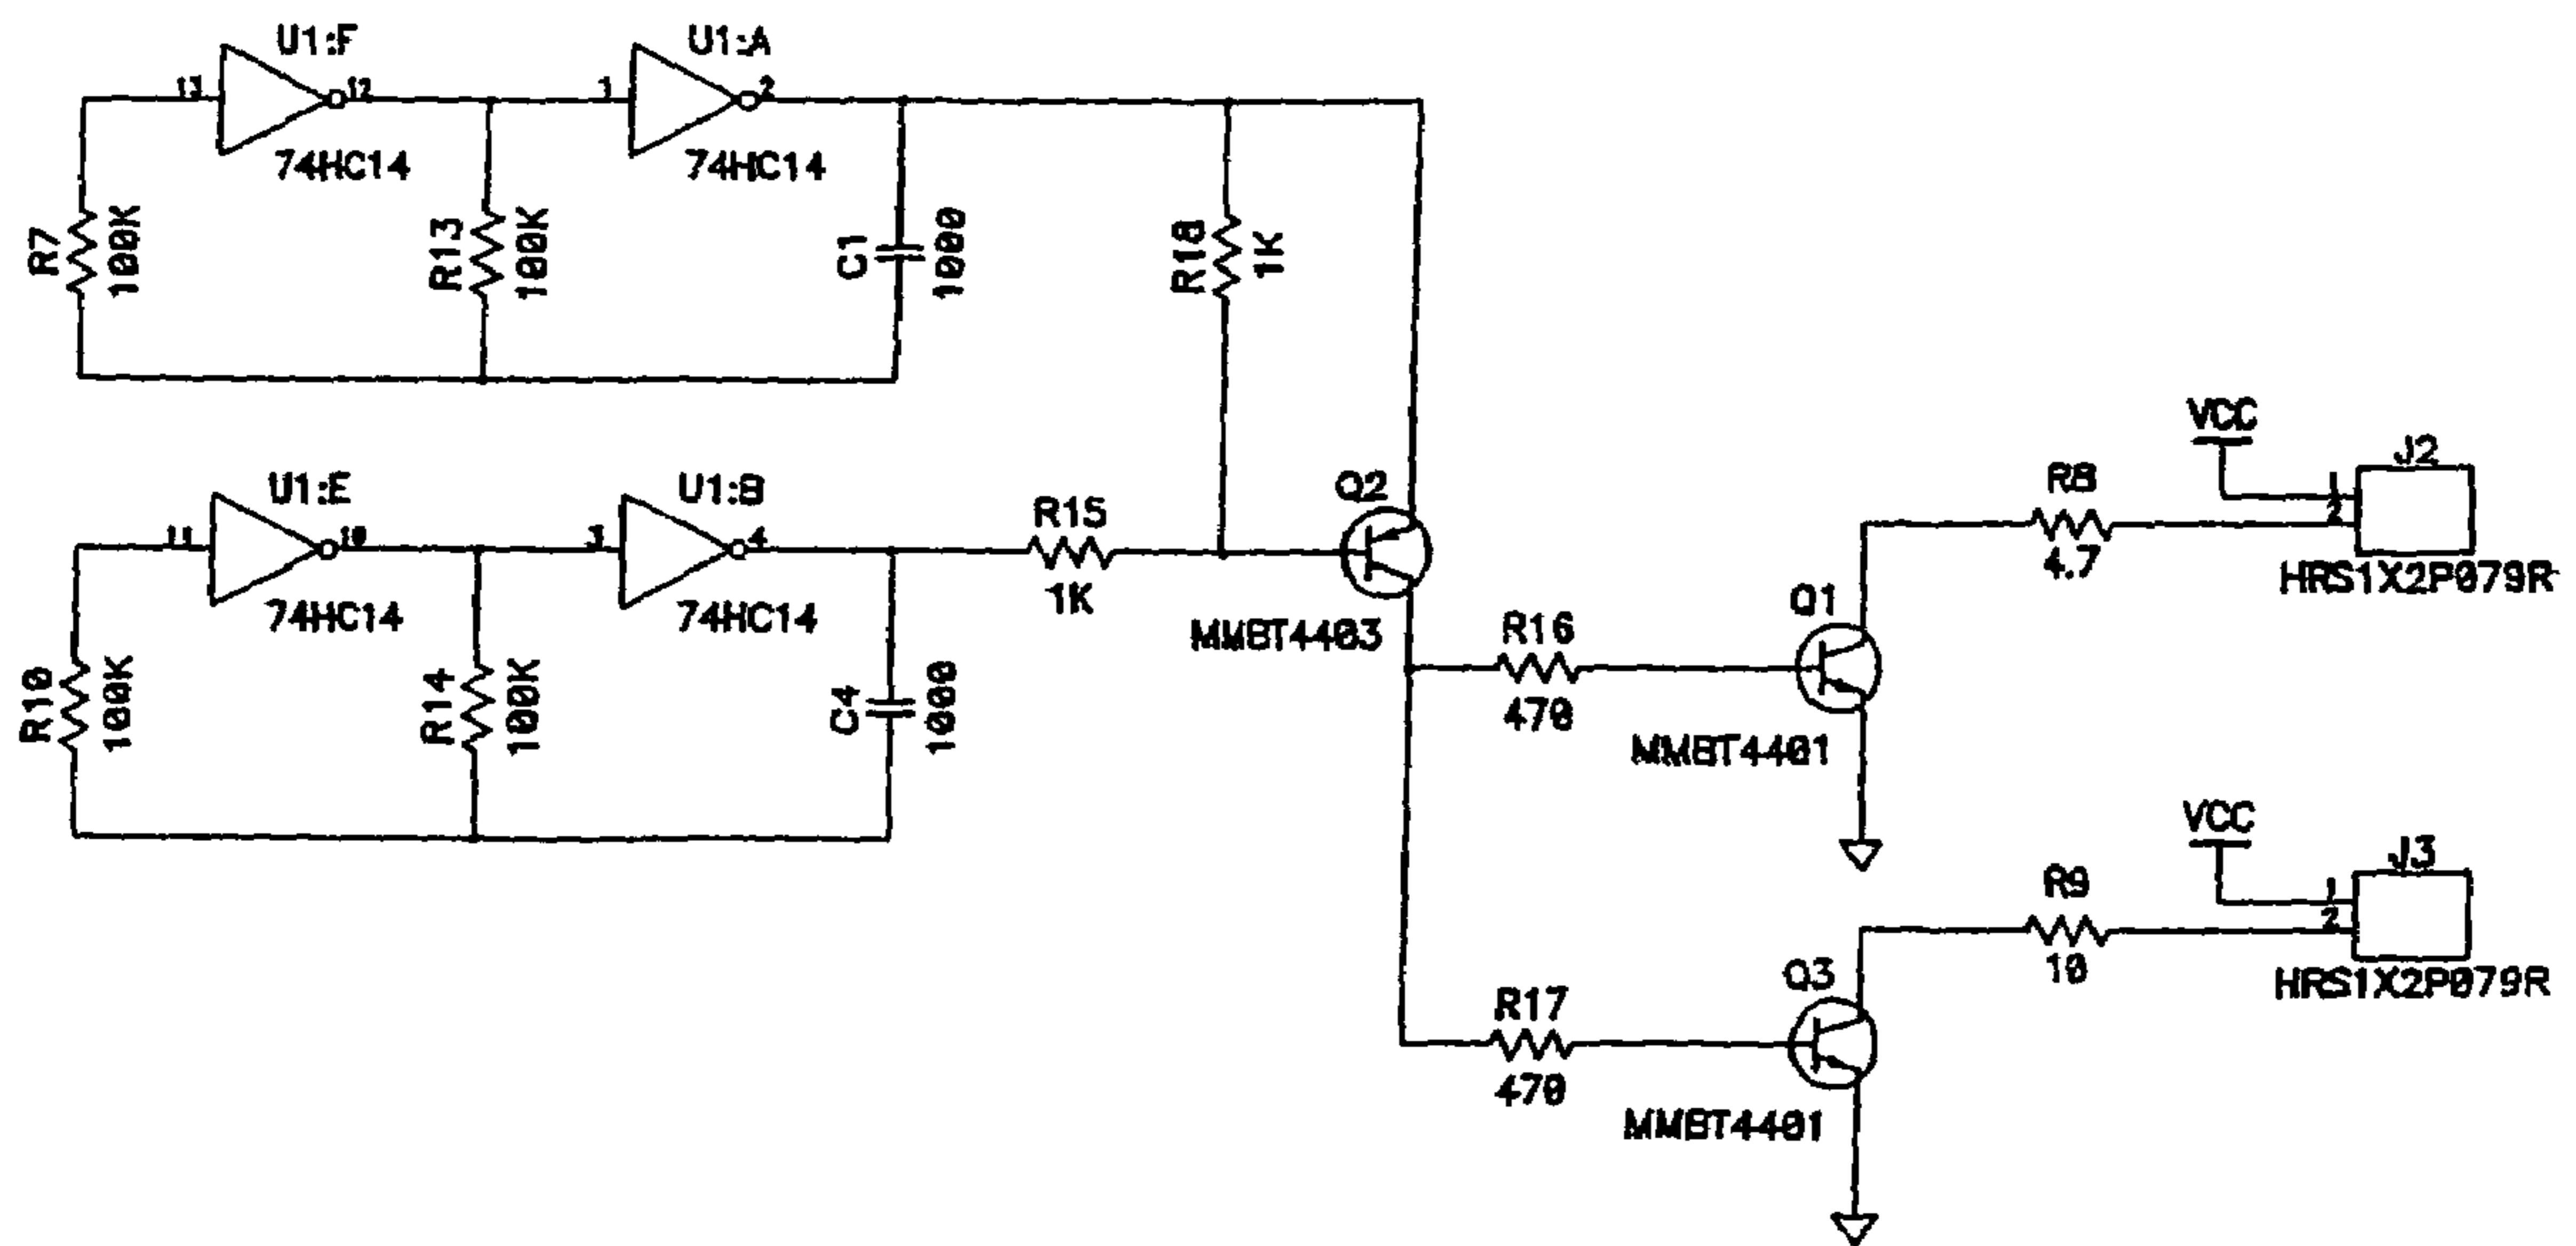 U1:F
13
12
74HC14
U1:A
1
2
74HC14
R7
100K
R13
100K
C1
1000
R18
1K
U1:E
11
10
74HC14
U1:B
3
4
74HC14
R10
100K
R14
100K
C4
1000
R15
1K
Q2
MMBT4403
R16
470
Q1
MMBT4401
R8
4.7
VCC
J2
1
2
HRS1X2P079R
R17
470
Q3
MMBT4401
R9
10
VCC
J3
1
2
HRS1X2P079R